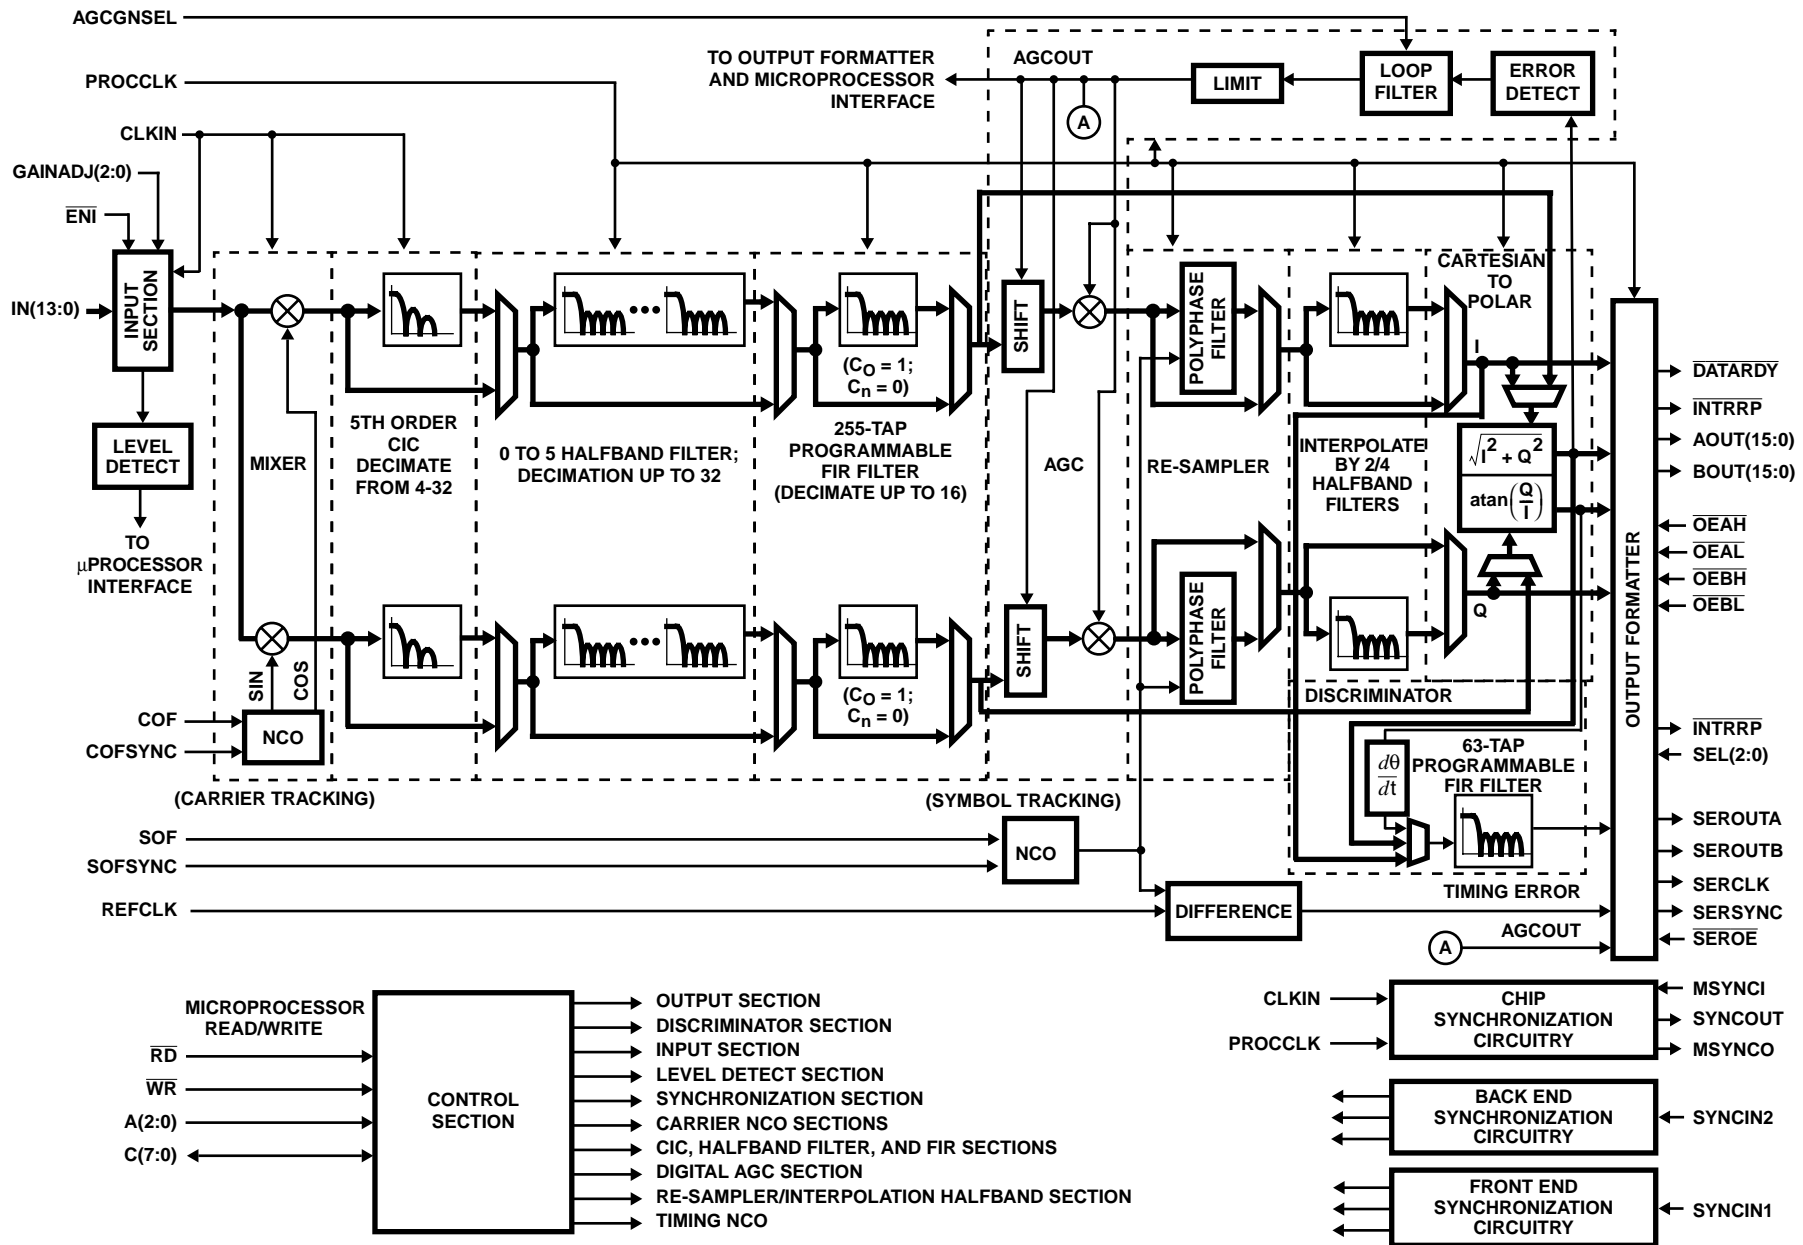 AGCGNSEL
PROCCLK
CLKIN
GAINADJ(2:0)
ENI
IN(13:0)
INPUT
SECTION
LEVEL
DETECT
TO
μPROCESSOR
INTERFACE
MIXER
SIN
COS
COF
COFSYNC
NCO
(CARRIER TRACKING)
5TH ORDER
CIC
DECIMATE
FROM 4-32
0 TO 5 HALFBAND FILTER;
DECIMATION UP TO 32
(CO = 1;
Cn = 0)
255-TAP
PROGRAMMABLE
FIR FILTER
(DECIMATE UP TO 16)
(CO = 1;
Cn = 0)
TO OUTPUT FORMATTER
AND MICROPROCESSOR
INTERFACE
AGCOUT
A
LIMIT
LOOP
FILTER
ERROR
DETECT
SHIFT
AGC
SHIFT
POLYPHASE
FILTER
RE-SAMPLER
POLYPHASE
FILTER
INTERPOLATE
BY 2/4
HALFBAND
FILTERS
CARTESIAN
TO
POLAR
I
√I2 + Q2
atan(Q/I)
Q
DISCRIMINATOR
dθ
dt
63-TAP
PROGRAMMABLE
FIR FILTER
(SYMBOL TRACKING)
SOF
SOFSYNC
NCO
REFCLK
DIFFERENCE
TIMING ERROR
A
AGCOUT
OUTPUT FORMATTER
DATARDY
INTRRP
AOUT(15:0)
BOUT(15:0)
OEAH
OEAL
OEBH
OEBL
INTRRP
SEL(2:0)
SEROUTA
SEROUTB
SERCLK
SERSYNC
SEROE
MICROPROCESSOR
READ/WRITE
RD
WR
A(2:0)
C(7:0)
CONTROL
SECTION
OUTPUT SECTION
DISCRIMINATOR SECTION
INPUT SECTION
LEVEL DETECT SECTION
SYNCHRONIZATION SECTION
CARRIER NCO SECTIONS
CIC, HALFBAND FILTER, AND FIR SECTIONS
DIGITAL AGC SECTION
RE-SAMPLER/INTERPOLATION HALFBAND SECTION
TIMING NCO
CLKIN
PROCCLK
CHIP
SYNCHRONIZATION
CIRCUITRY
MSYNCI
SYNCOUT
MSYNCO
BACK END
SYNCHRONIZATION
CIRCUITRY
SYNCIN2
FRONT END
SYNCHRONIZATION
CIRCUITRY
SYNCIN1